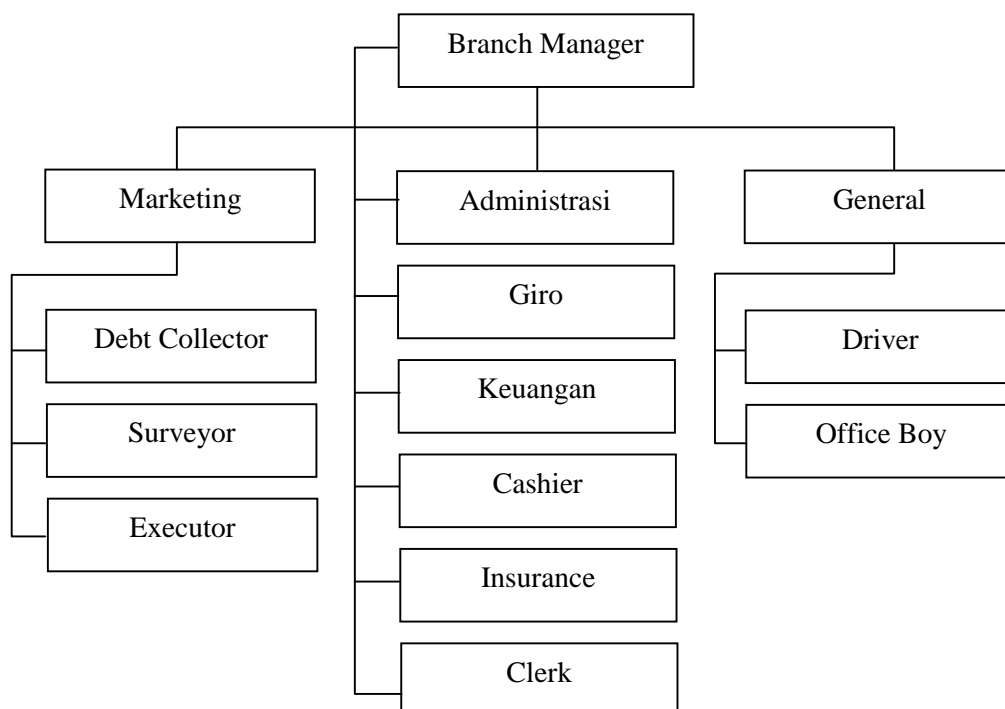 Branch Manager
Marketing
Administrasi
General
Giro
Debt Collector
Driver
Keuangan
Surveyor
Office Boy
Cashier
Executor
Insurance
Clerk